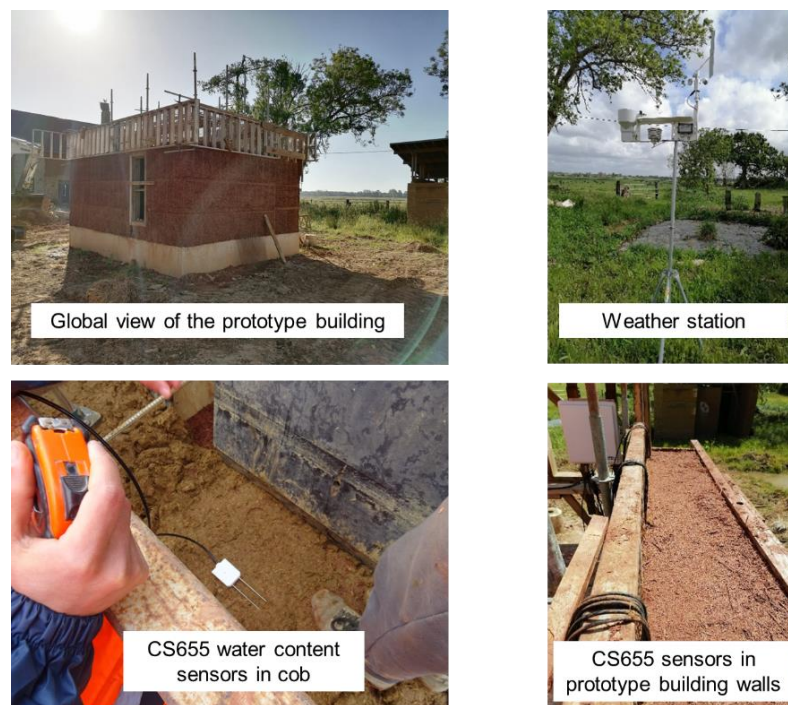 Global view of the prototype building
Weather station
CS655 water content
sensors in cob
CS655 sensors in
prototype building walls